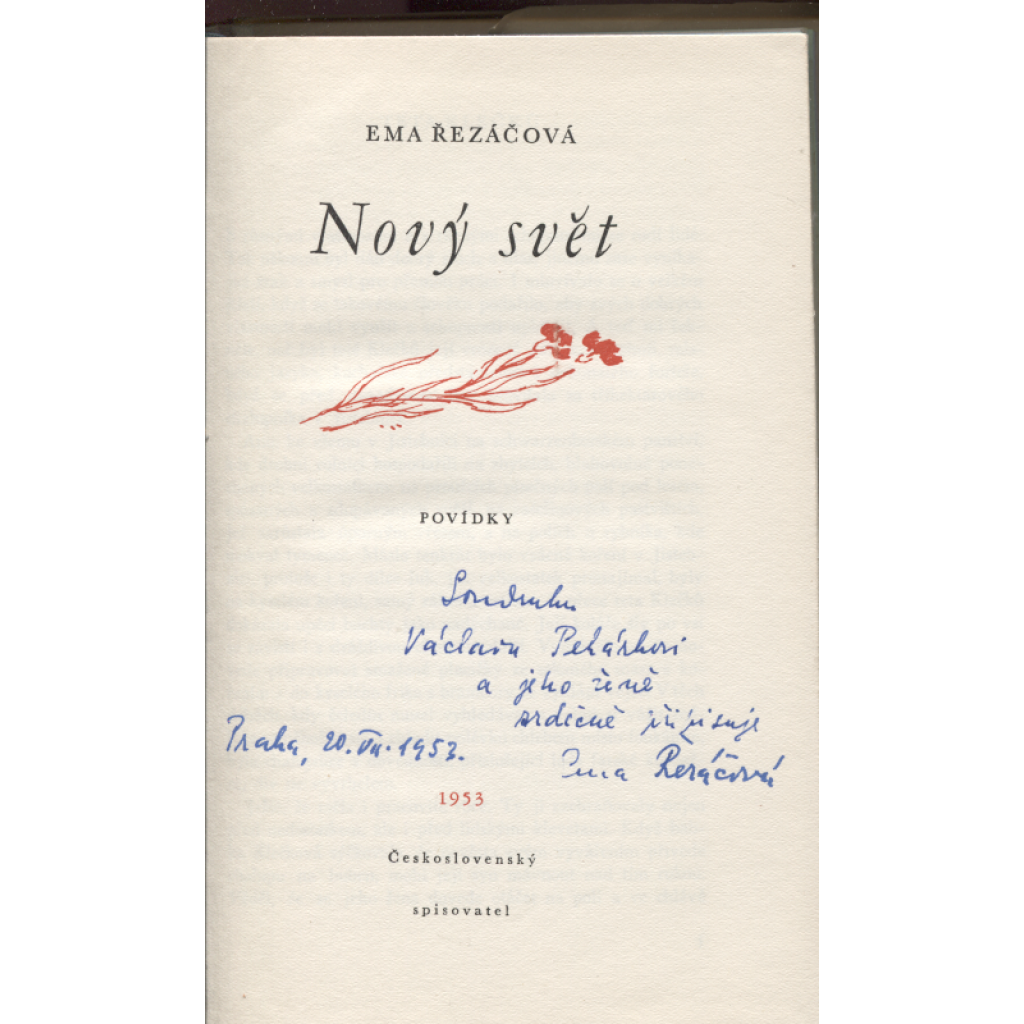 EMA ŘEZÁČOVÁ
Nový svět
POVÍDKY
Soudruhu
Václavu Petáskovi
a jeho ženě
srdečně připisuje
Praha, 20. VII. 1953.
Ema Řezáčová
1953
Československý
spisovatel